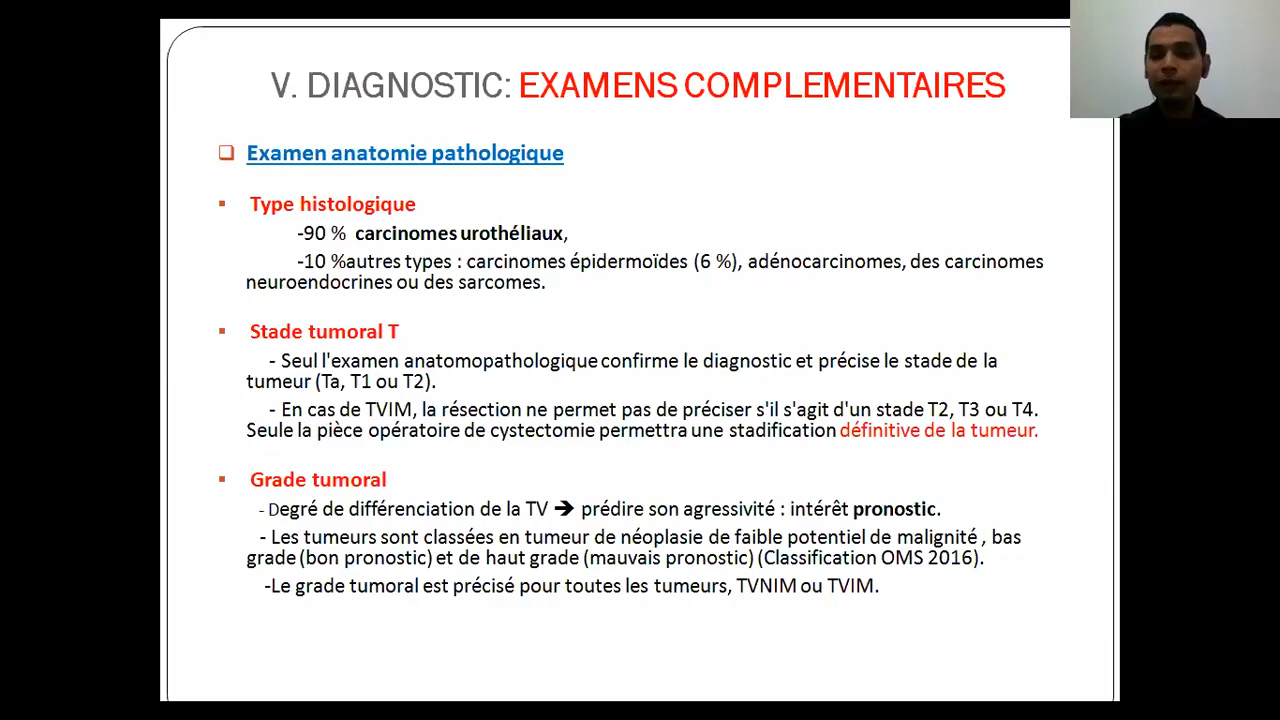 V. DIAGNOSTIC: EXAMENS COMPLEMENTAIRES
Examen anatomie pathologique
Type histologique
-90 % carcinomes urothéliaux,
-10 %autres types : carcinomes épidermoïdes (6 %), adénocarcinomes, des carcinomes
neuroendocrines ou des sarcomes.
Stade tumoral T
- Seul l'examen anatomopathologique confirme le diagnostic et précise le stade de la
tumeur (Ta, T1 ou T2).
- En cas de TVIM, la résection ne permet pas de préciser s'il s'agit d'un stade T2, T3 ou T4.
Seule la pièce opératoire de cystectomie permettra une stadification définitive de la tumeur.
Grade tumoral
- Degré de différenciation de la TV ➔ prédire son agressivité : intérêt pronostic.
- Les tumeurs sont classées en tumeur de néoplasie de faible potentiel de malignité , bas
grade (bon pronostic) et de haut grade (mauvais pronostic) (Classification OMS 2016).
-Le grade tumoral est précisé pour toutes les tumeurs, TVNIM ou TVIM.